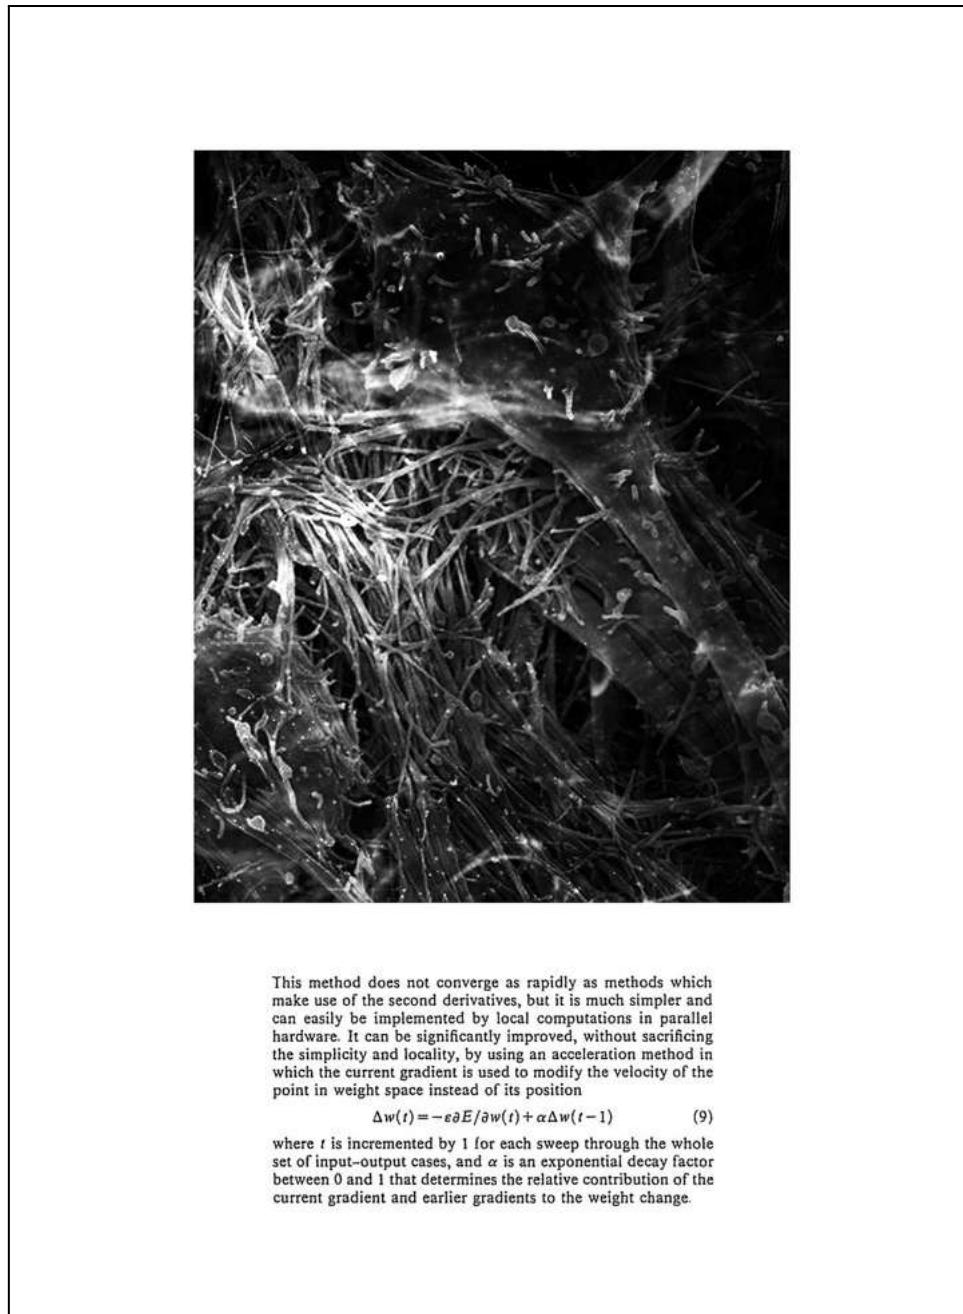 This method does not converge as rapidly as methods which
make use of the second derivatives, but it is much simpler and
can easily be implemented by local computations in parallel
hardware. It can be significantly improved, without sacrificing
the simplicity and locality, by using an acceleration method in
which the current gradient is used to modify the velocity of the
point in weight space instead of its position
Δw(t)=−ε∂E/∂w(t)+αΔw(t−1) (9)
where t is incremented by 1 for each sweep through the whole
set of input–output cases, and α is an exponential decay factor
between 0 and 1 that determines the relative contribution of the
current gradient and earlier gradients to the weight change.